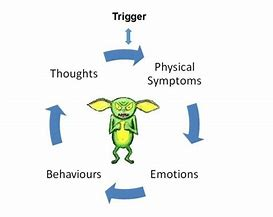 Trigger
Thoughts
Physical
Symptoms
Behaviours
Emotions